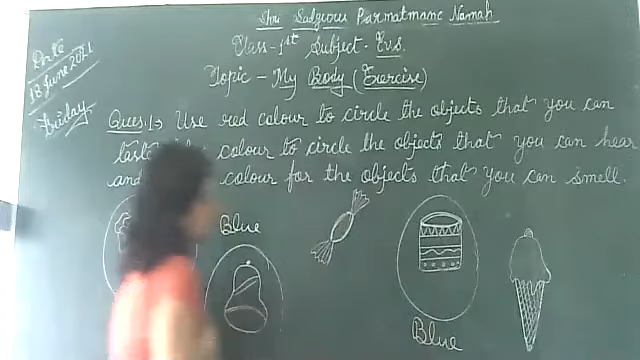 Shri Sadgurus Parmatmane Namah
Class - 1st Subject - Evs.
Topic - My Body (Exercise)
Date
18 June 2021
Friday
Ques. 1 Use red colour to circle the objects that you can
taste, colour to circle the objects that you can hear
and colour for the objects that you can smell.
Blue
Blue